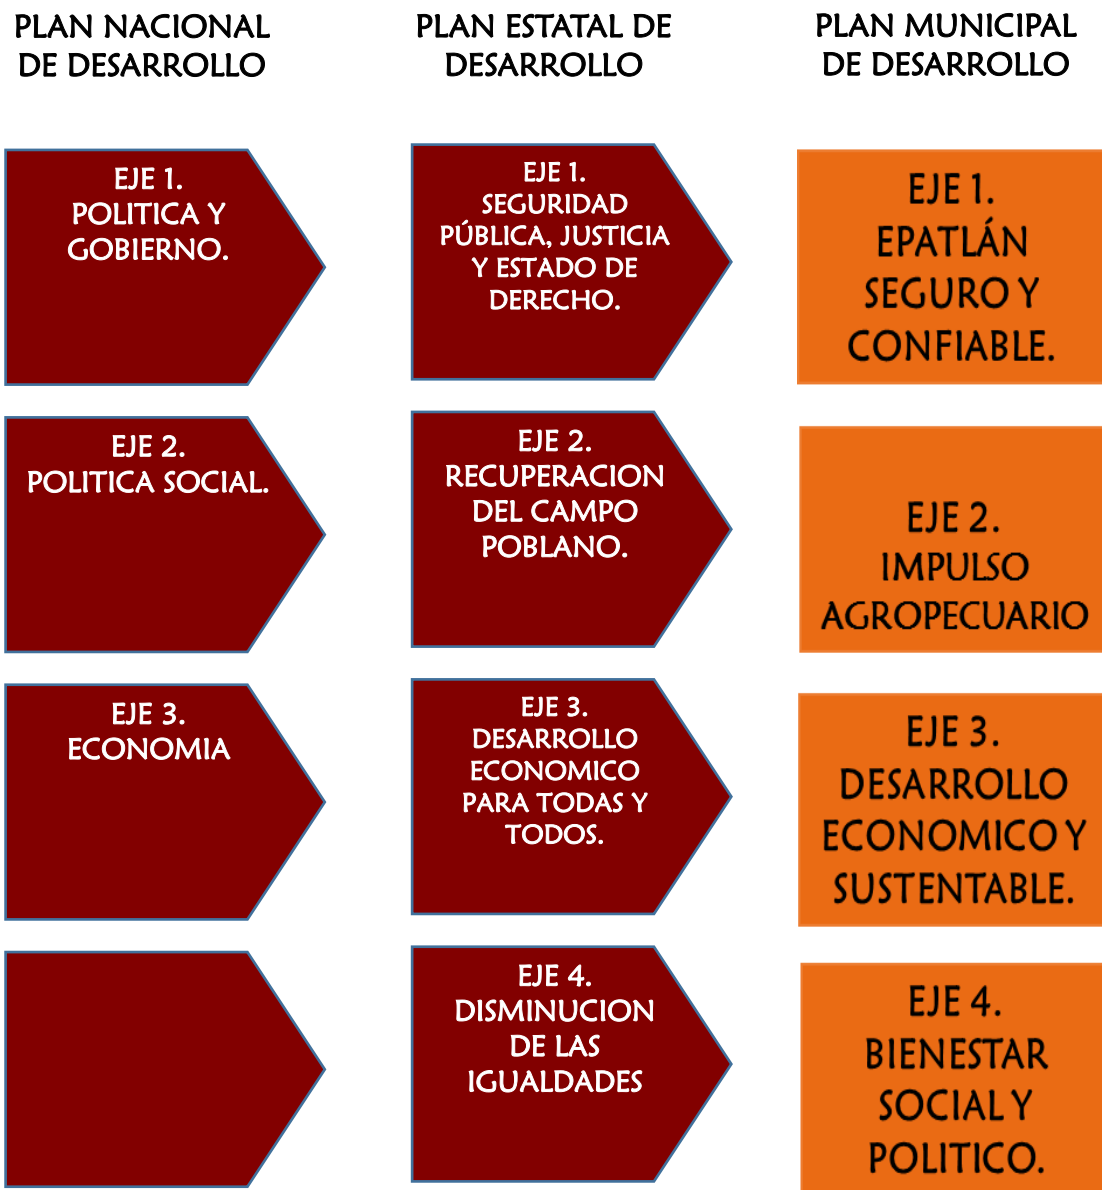 PLAN NACIONAL
DE DESARROLLO
PLAN ESTATAL DE
DESARROLLO
PLAN MUNICIPAL
DE DESARROLLO
EJE 1.
POLITICA Y
GOBIERNO.
EJE 1.
SEGURIDAD
PÚBLICA, JUSTICIA
Y ESTADO DE
DERECHO.
EJE 1.
EPATLÁN
SEGURO Y
CONFIABLE.
EJE 2.
POLITICA SOCIAL.
EJE 2.
RECUPERACION
DEL CAMPO
POBLANO.
EJE 2.
IMPULSO
AGROPECUARIO
EJE 3.
ECONOMIA
EJE 3.
DESARROLLO
ECONOMICO
PARA TODAS Y
TODOS.
EJE 3.
DESARROLLO
ECONOMICO Y
SUSTENTABLE.
EJE 4.
DISMINUCION
DE LAS
IGUALDADES
EJE 4.
BIENESTAR
SOCIAL Y
POLITICO.